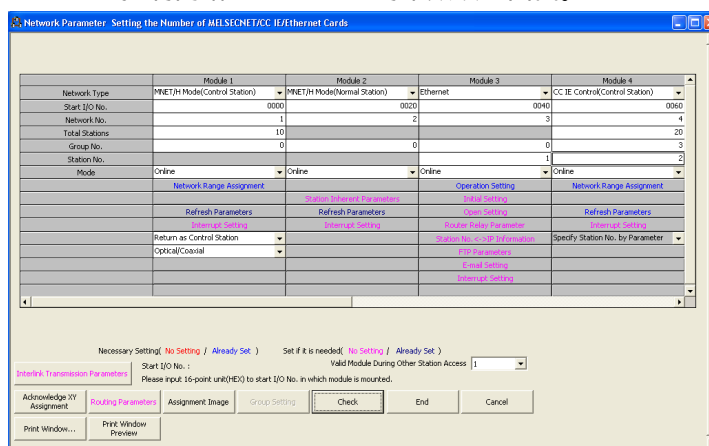 Network Parameter Setting the Number of MELSECNET/CC IE/Ethernet Cards
Module 1 Module 2 Module 3 Module 4
Network Type MNET/H Mode(Control Station) MNET/H Mode(Normal Station) Ethernet CC IE Control(Control Station)
Start I/O No. 0000 0020 0040 0060
Network No. 1 2 3 4
Total Stations 10 20
Group No. 0 0 0 3
Station No. 1 2
Mode Online Online Online Online
Network Range Assignment Operation Setting Network Range Assignment
Station Inherent Parameters Initial Setting
Refresh Parameters Refresh Parameters Open Setting Refresh Parameters
Interrupt Setting Interrupt Setting Router Relay Parameter Interrupt Setting
Return as Control Station Station No.<->IP Information Specify Station No. by Parameter
Optical/Coaxial FTP Parameters
E-mail Setting
Interrupt Setting
Necessary Setting( No Setting / Already Set ) Set if it is needed( No Setting / Already Set )
Interlink Transmission Parameters Start I/O No. : Valid Module During Other Station Access 1
Please input 16-point unit(HEX) to start I/O No. in which module is mounted.
Acknowledge XY Assignment Routing Parameters Assignment Image Group Setting Check End Cancel
Print Window... Print Window Preview